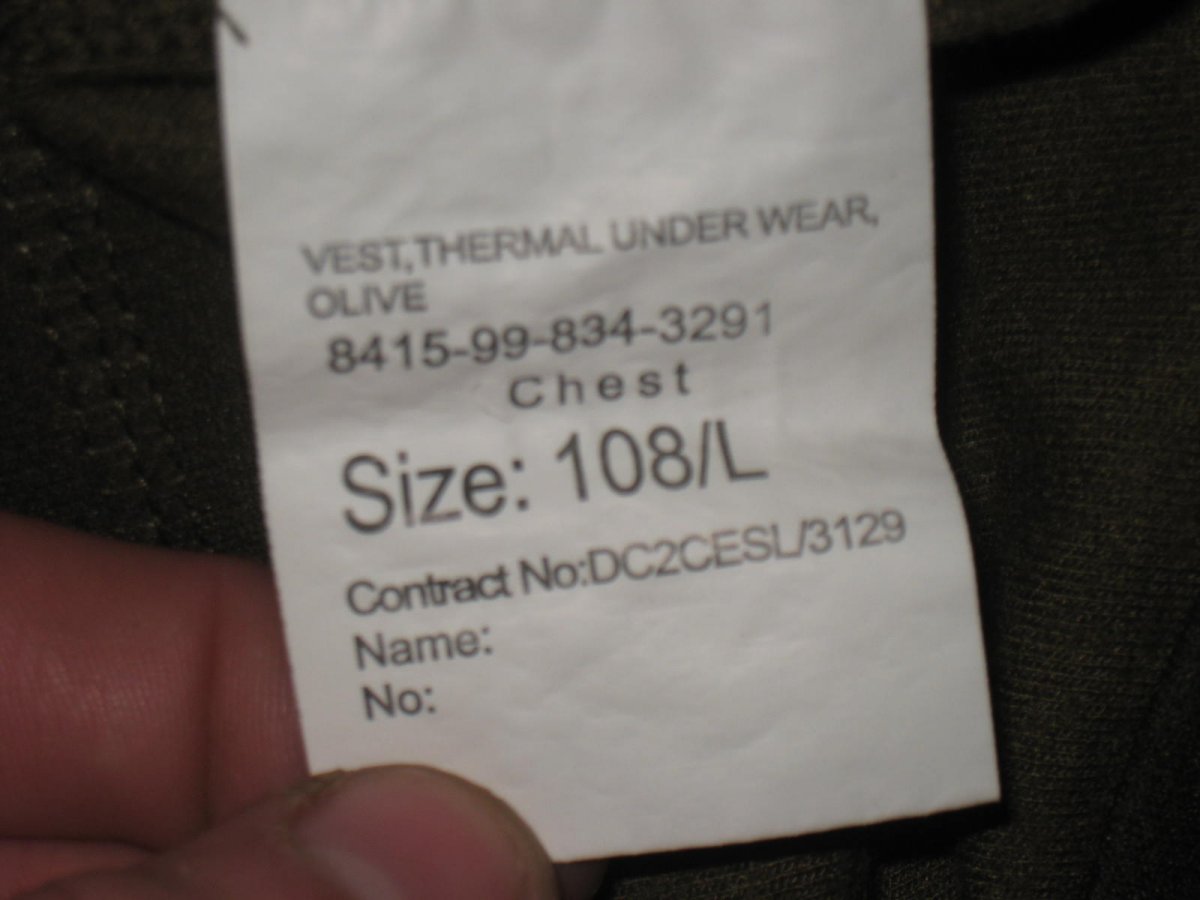 VEST,THERMAL UNDER WEAR,
OLIVE
8415-99-834-3291
Chest
Size: 108/L
Contract No:DC2CESL/3129
Name:
No: